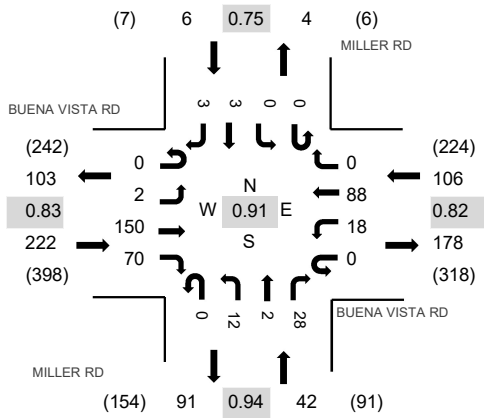 (7) 6 0.75 4 (6)
MILLER RD
BUENA VISTA RD
3 3 0 0
(242) (224)
103 0 0 106
2 N 88
0.83 W 0.91 E 0.82
222 150 S 18 178
70 0
(398) (318)
0 12 2 28
BUENA VISTA RD
MILLER RD
(154) 91 0.94 42 (91)